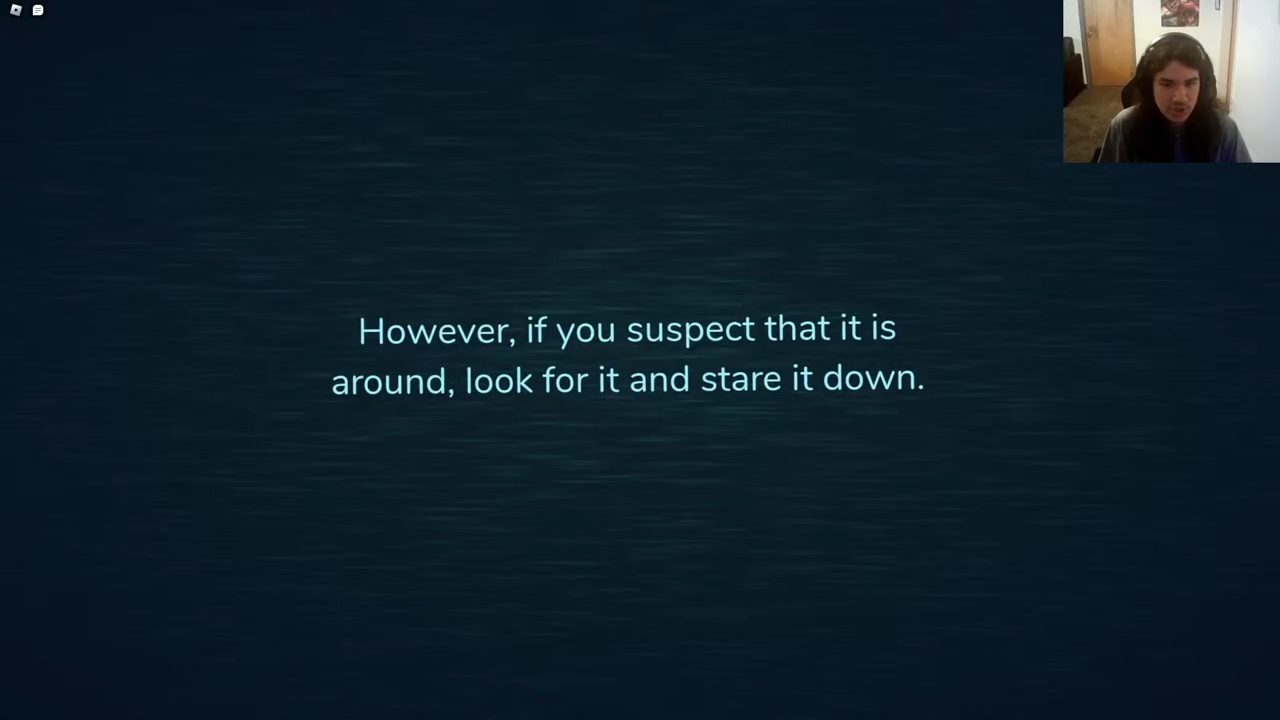 However, if you suspect that it is
around, look for it and stare it down.